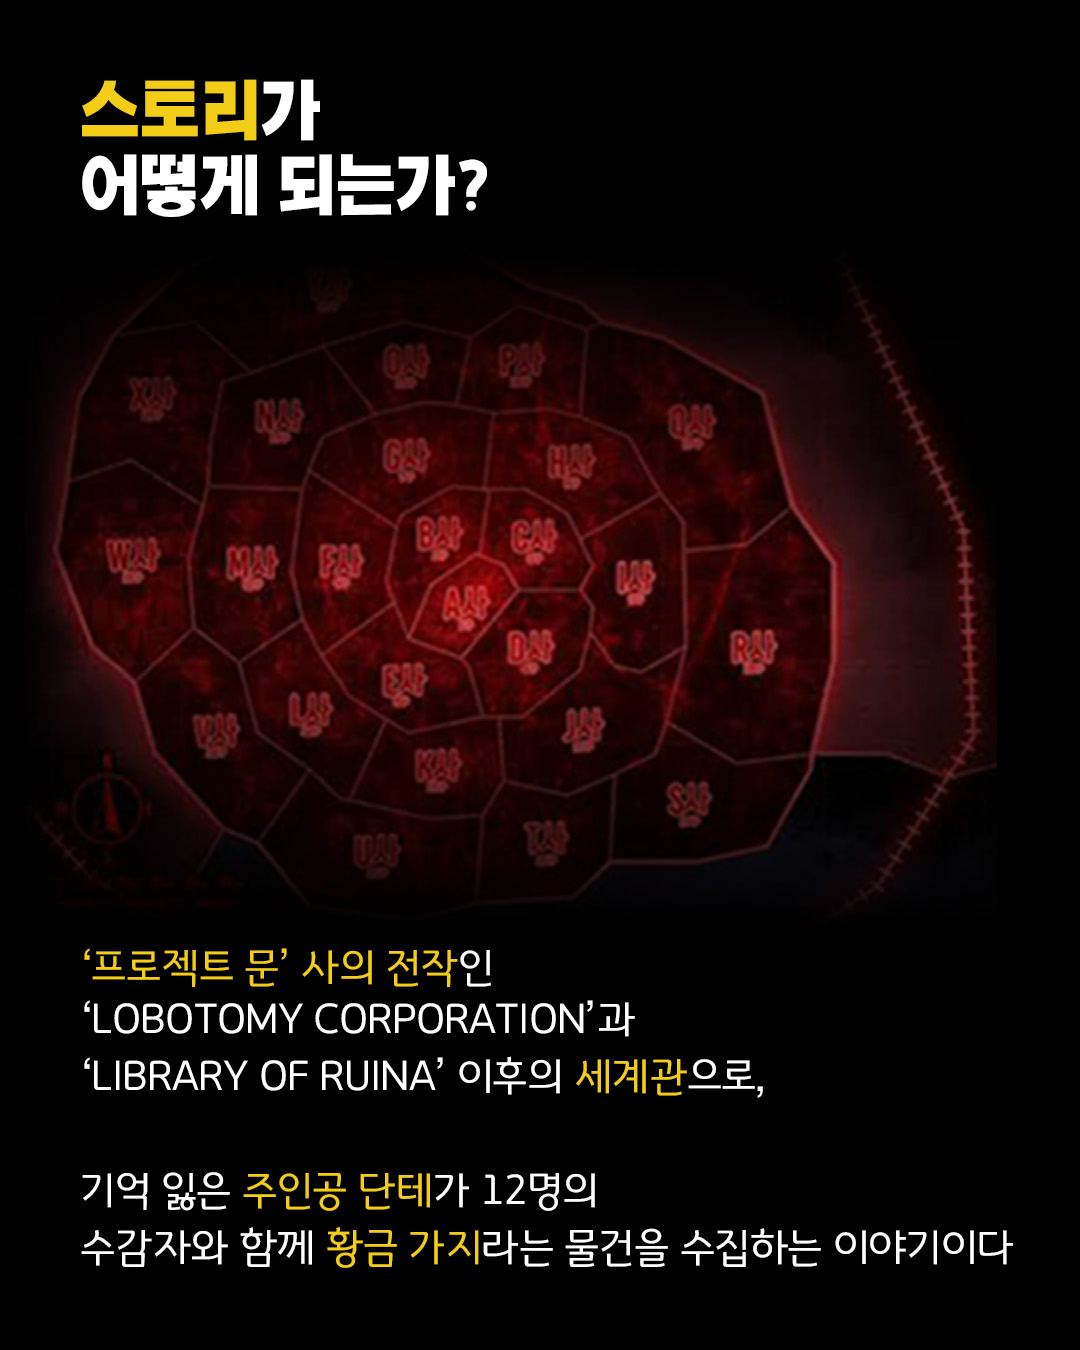 스토리가
어떻게 되는가?
O사
P사
X사
N사
Q사
G사
H사
B사
C사
W사
M사
F사
I사
A사
D사
R사
E사
L사
V사
J사
K사
S사
U사
T사
‘프로젝트 문’ 사의 전작인
‘LOBOTOMY CORPORATION’과
‘LIBRARY OF RUINA’ 이후의 세계관으로,
기억 잃은 주인공 단테가 12명의
수감자와 함께 황금 가지라는 물건을 수집하는 이야기이다